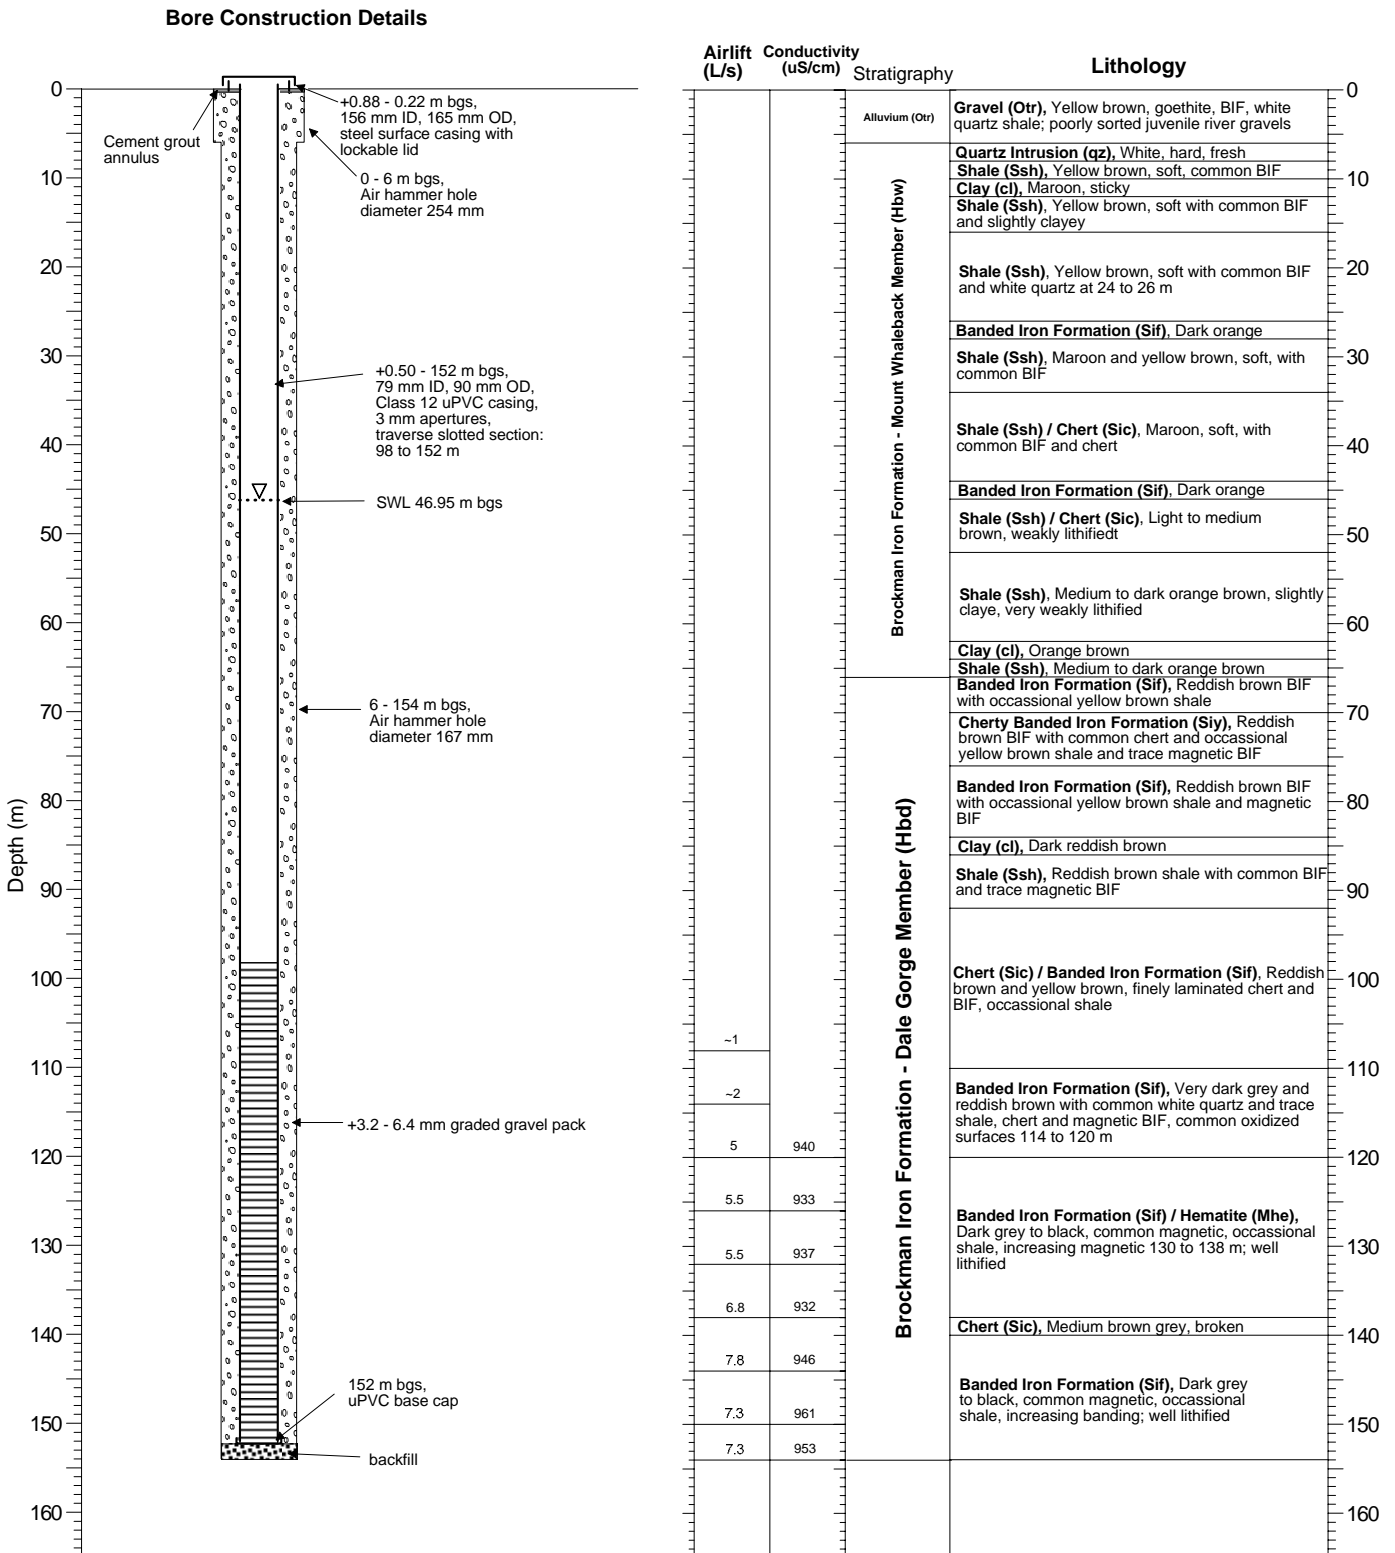 Bore Construction Details
Depth (m)
0
10
20
30
40
50
60
70
80
90
100
110
120
130
140
150
160
Cement grout
annulus
+0.88 - 0.22 m bgs,
156 mm ID, 165 mm OD,
steel surface casing with
lockable lid
0 - 6 m bgs,
Air hammer hole
diameter 254 mm
+0.50 - 152 m bgs,
79 mm ID, 90 mm OD,
Class 12 uPVC casing,
3 mm apertures,
traverse slotted section:
98 to 152 m
SWL 46.95 m bgs
6 - 154 m bgs,
Air hammer hole
diameter 167 mm
+3.2 - 6.4 mm graded gravel pack
152 m bgs,
uPVC base cap
backfill
Airlift
(L/s)
~1
~2
5
5.5
5.5
6.8
7.8
7.3
7.3
Conductivity
(uS/cm)
940
933
937
932
946
961
953
Stratigraphy
Alluvium (Otr)
Brockman Iron Formation - Mount Whaleback Member (Hbw)
Brockman Iron Formation - Dale Gorge Member (Hbd)
Lithology
Gravel (Otr), Yellow brown, goethite, BIF, white
quartz shale; poorly sorted juvenile river gravels
Quartz Intrusion (qz), White, hard, fresh
Shale (Ssh), Yellow brown, soft, common BIF
Clay (cl), Maroon, sticky
Shale (Ssh), Yellow brown, soft with common BIF
and slightly clayey
Shale (Ssh), Yellow brown, soft with common BIF
and white quartz at 24 to 26 m
Banded Iron Formation (Sif), Dark orange
Shale (Ssh), Maroon and yellow brown, soft, with
common BIF
Shale (Ssh) / Chert (Sic), Maroon, soft, with
common BIF and chert
Banded Iron Formation (Sif), Dark orange
Shale (Ssh) / Chert (Sic), Light to medium
brown, weakly lithifiedt
Shale (Ssh), Medium to dark orange brown, slightly
claye, very weakly lithified
Clay (cl), Orange brown
Shale (Ssh), Medium to dark orange brown
Banded Iron Formation (Sif), Reddish brown BIF
with occassional yellow brown shale
Cherty Banded Iron Formation (Siy), Reddish
brown BIF with common chert and occassional
yellow brown shale and trace magnetic BIF
Banded Iron Formation (Sif), Reddish brown BIF
with occassional yellow brown shale and magnetic
BIF
Clay (cl), Dark reddish brown
Shale (Ssh), Reddish brown shale with common BIF
and trace magnetic BIF
Chert (Sic) / Banded Iron Formation (Sif), Reddish
brown and yellow brown, finely laminated chert and
BIF, occassional shale
Banded Iron Formation (Sif), Very dark grey and
reddish brown with common white quartz and trace
shale, chert and magnetic BIF, common oxidized
surfaces 114 to 120 m
Banded Iron Formation (Sif) / Hematite (Mhe),
Dark grey to black, common magnetic, occassional
shale, increasing magnetic 130 to 138 m; well
lithified
Chert (Sic), Medium brown grey, broken
Banded Iron Formation (Sif), Dark grey
to black, common magnetic, occassional
shale, increasing banding; well lithified
0
10
20
30
40
50
60
70
80
90
100
110
120
130
140
150
160